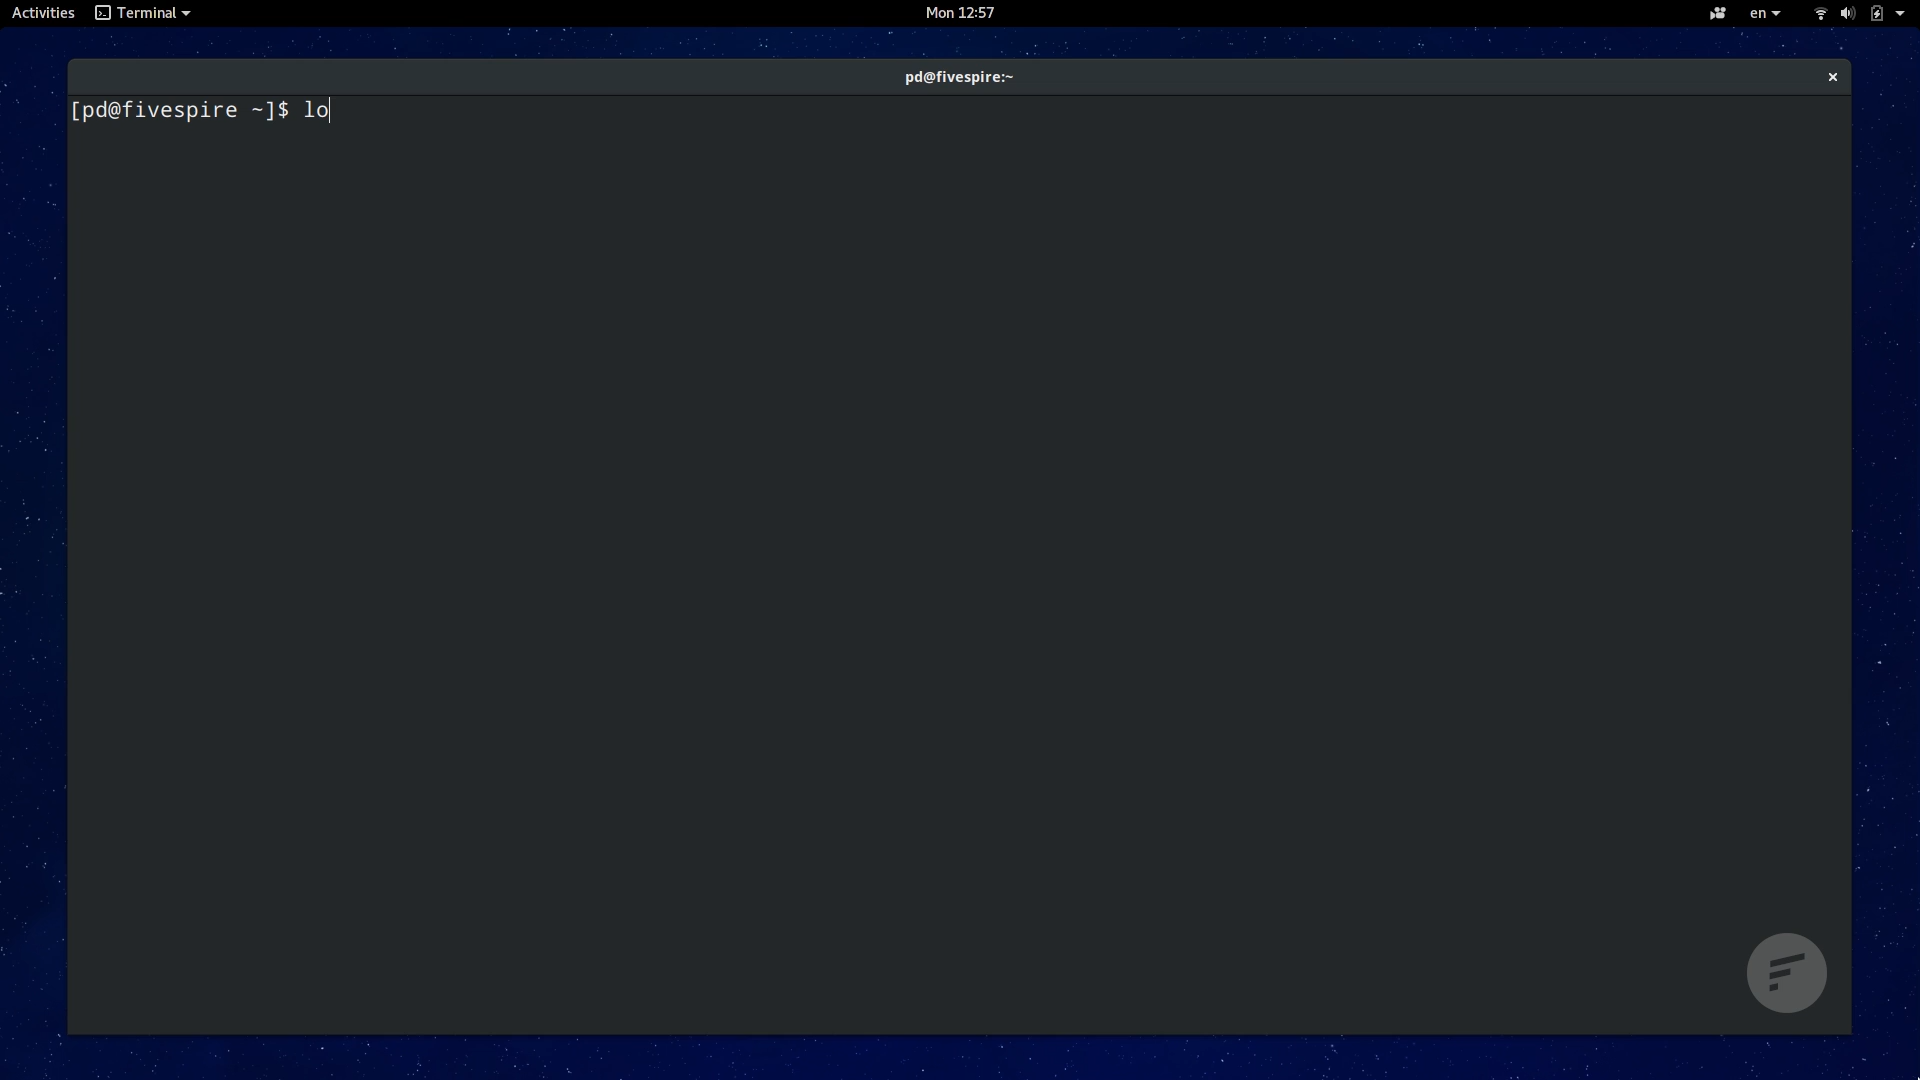 Activities Terminal Mon 12:57 en
pd@fivespire:~
[pd@fivespire ~]$ lo